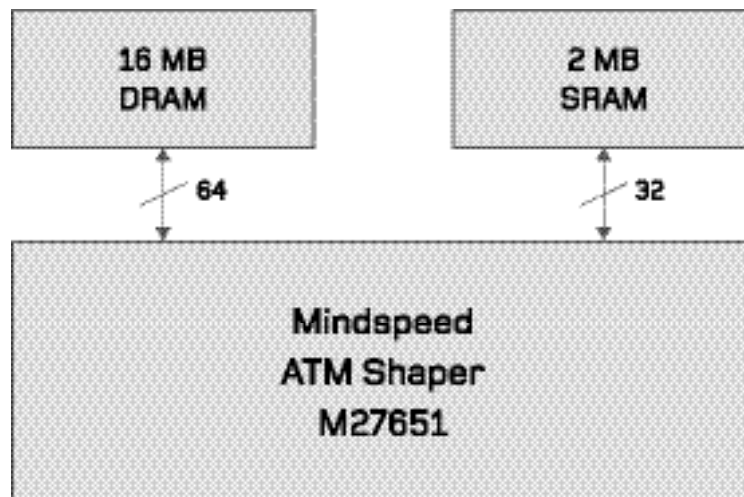 16 MB
DRAM
2 MB
SRAM
64
32
Mindspeed
ATM Shaper
M27651